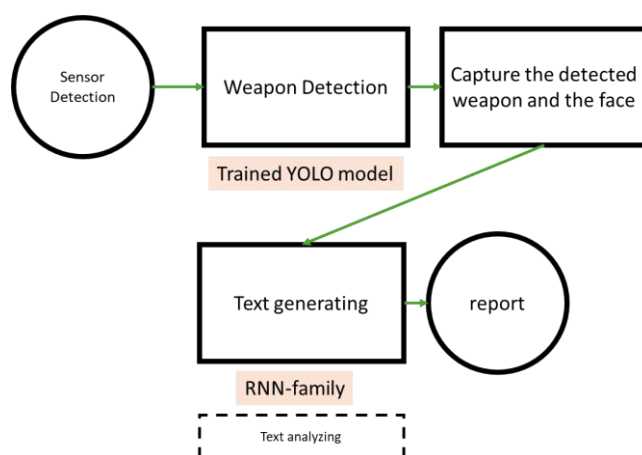 Sensor
Detection
Weapon Detection
Capture the detected
weapon and the face
Trained YOLO model
Text generating
report
RNN-family
Text analyzing